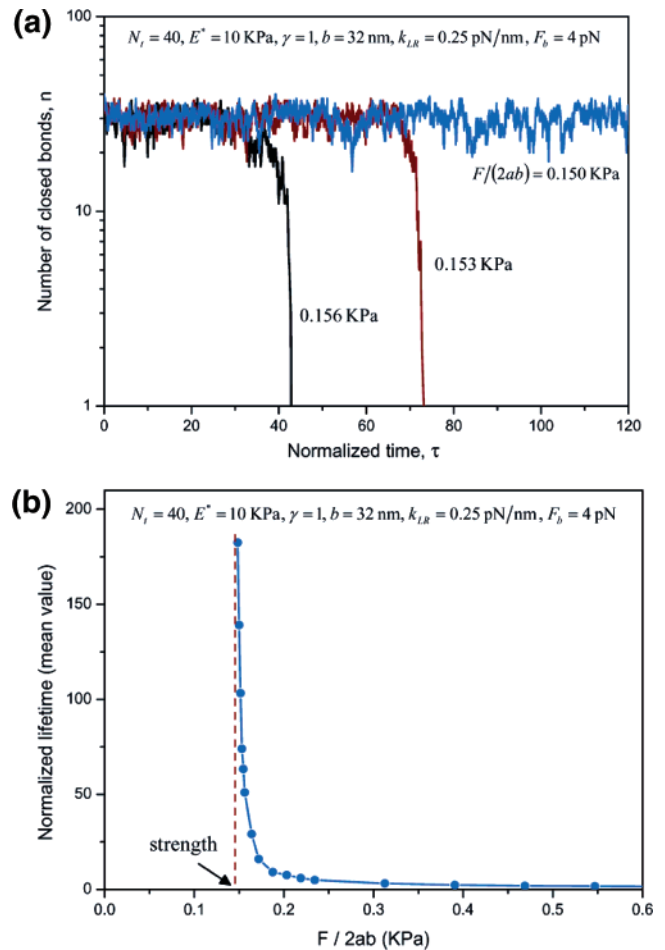 (a)
N_t = 40, E* = 10 KPa, γ = 1, b = 32 nm, k_LR = 0.25 pN/nm, F_b = 4 pN
100
10
1
Number of closed bonds, n
F/(2ab) = 0.150 KPa
0.153 KPa
0.156 KPa
0 20 40 60 80 100 120
Normalized time, τ
(b)
N_t = 40, E* = 10 KPa, γ = 1, b = 32 nm, k_LR = 0.25 pN/nm, F_b = 4 pN
200
150
100
50
0
Normalized lifetime (mean value)
strength
0.0 0.1 0.2 0.3 0.4 0.5 0.6
F / 2ab (KPa)